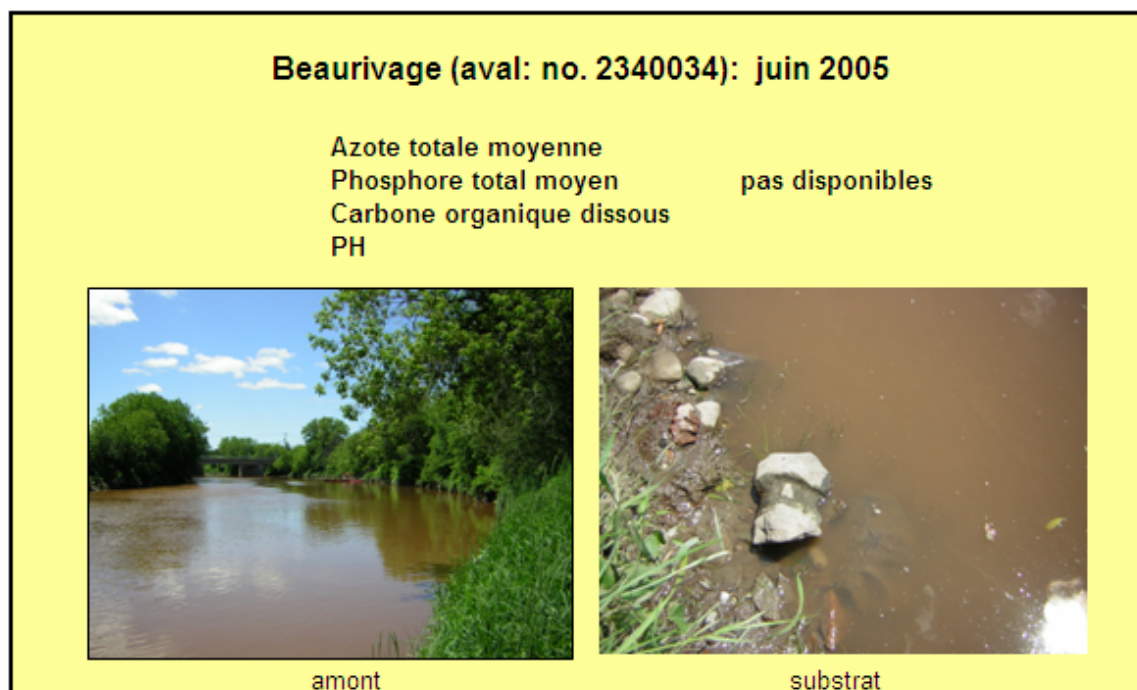 Beaurivage (aval: no. 2340034): juin 2005
Azote totale moyenne
Phosphore total moyen pas disponibles
Carbone organique dissous
PH
amont
substrat